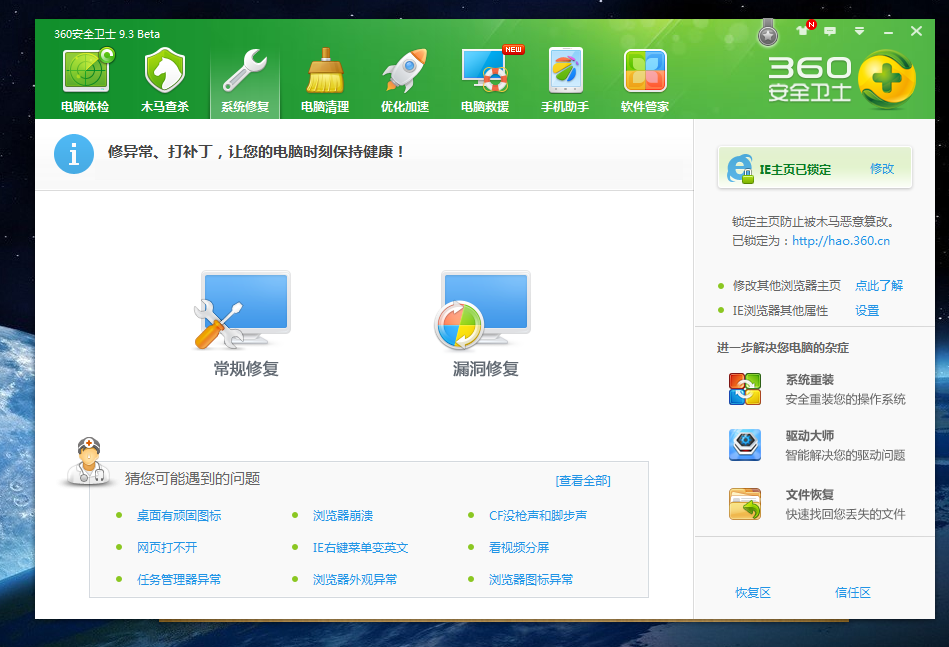 360安全卫士 9.3 Beta
N
电脑体检
木马查杀
系统修复
电脑清理
优化加速
NEW
电脑救援
手机助手
软件管家
360
安全卫士
修异常、打补丁，让您的电脑时刻保持健康！
常规修复
漏洞修复
猜您可能遇到的问题
[查看全部]
桌面有顽固图标
浏览器崩溃
CF没枪声和脚步声
网页打不开
IE右键菜单变英文
看视频分屏
任务管理器异常
浏览器外观异常
浏览器图标异常
IE主页已锁定
修改
锁定主页防止被木马恶意篡改。
已锁定为：http://hao.360.cn
修改其他浏览器主页 点此了解
IE浏览器其他属性 设置
进一步解决您电脑的杂症
系统重装
安全重装您的操作系统
驱动大师
智能解决您的驱动问题
文件恢复
快速找回您丢失的文件
恢复区
信任区